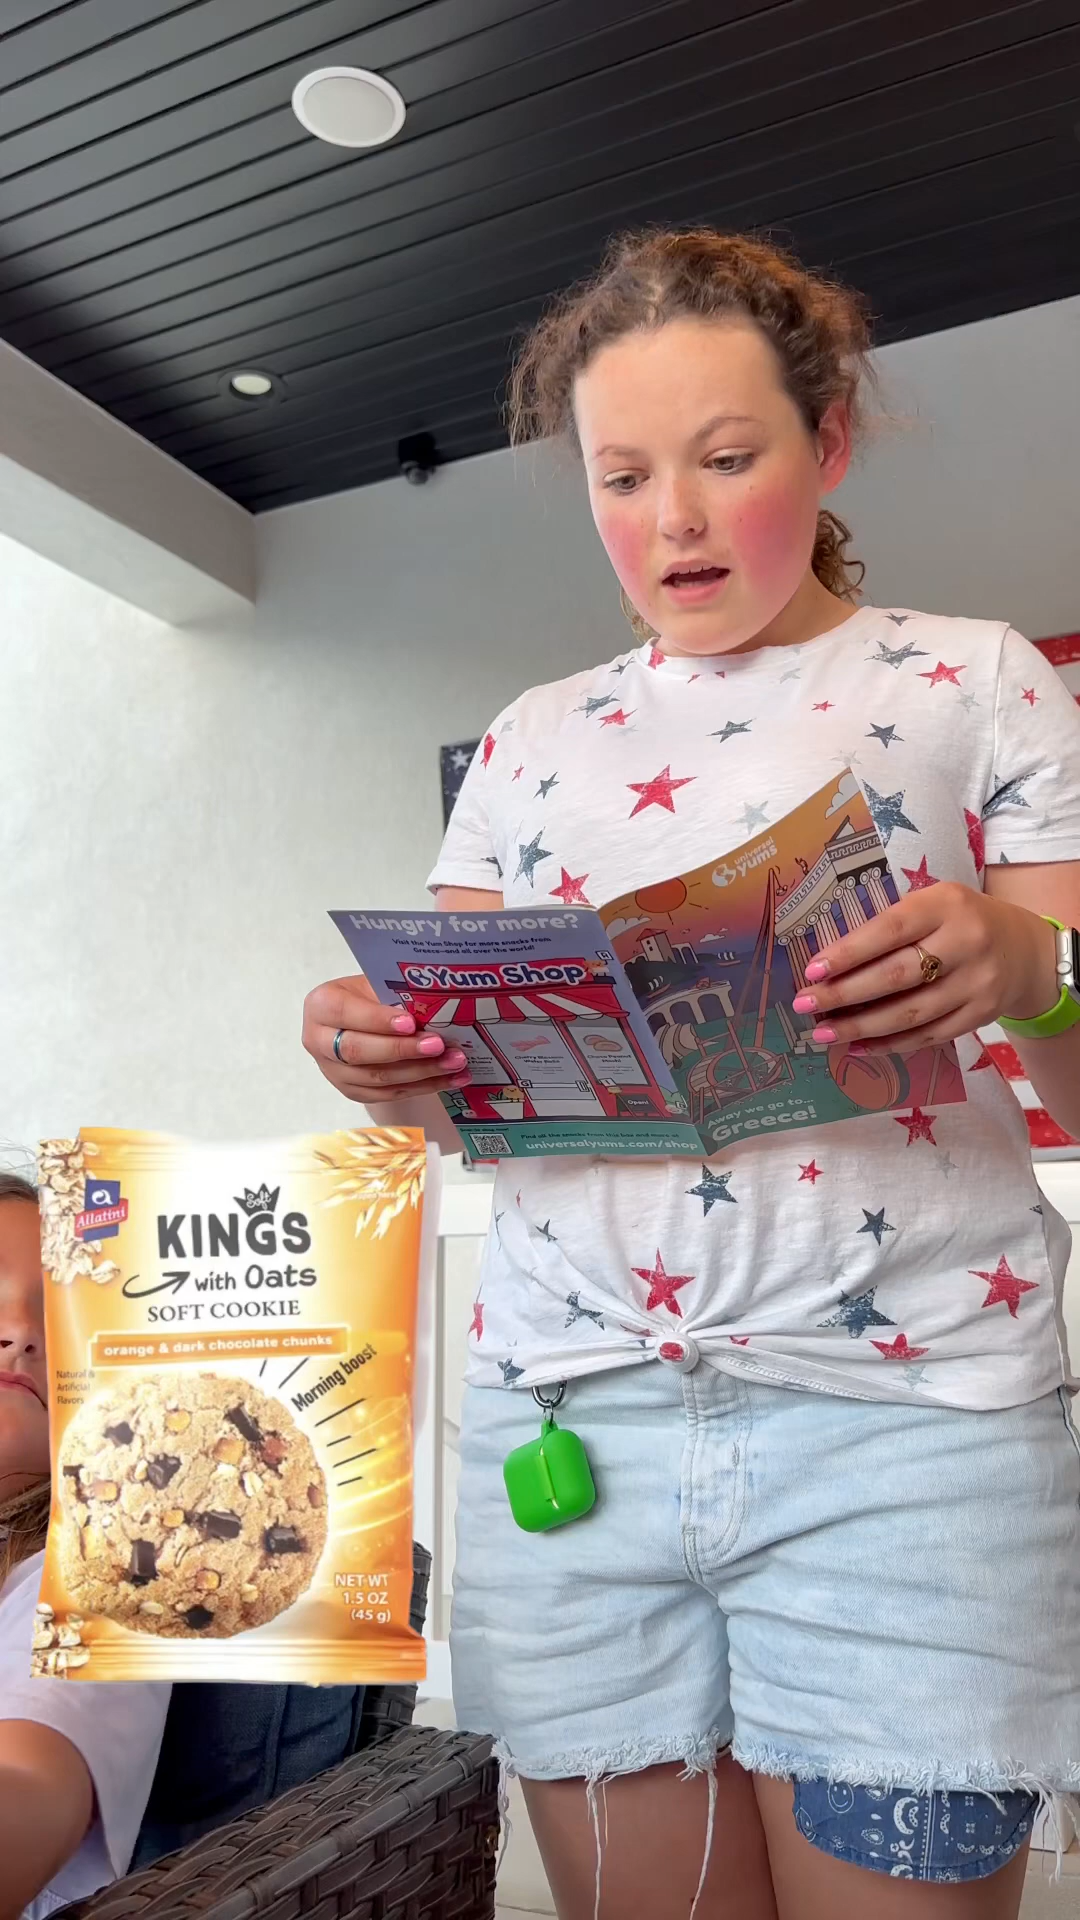 universal
yums
Hungry for more?
Visit the Yum Shop for more snacks from
Greece—and all over the world!
Yum Shop
Cherry Blossom
Open!
Away we go to...
Greece!
Find all the snacks from this box and more at
universalyums.com/shop
Allatini
Soft
KINGS
with Oats
SOFT COOKIE
orange & dark chocolate chunks
Natural &
Artificial
Flavors
Morning boost
NET WT
1.5 OZ
(45 g)